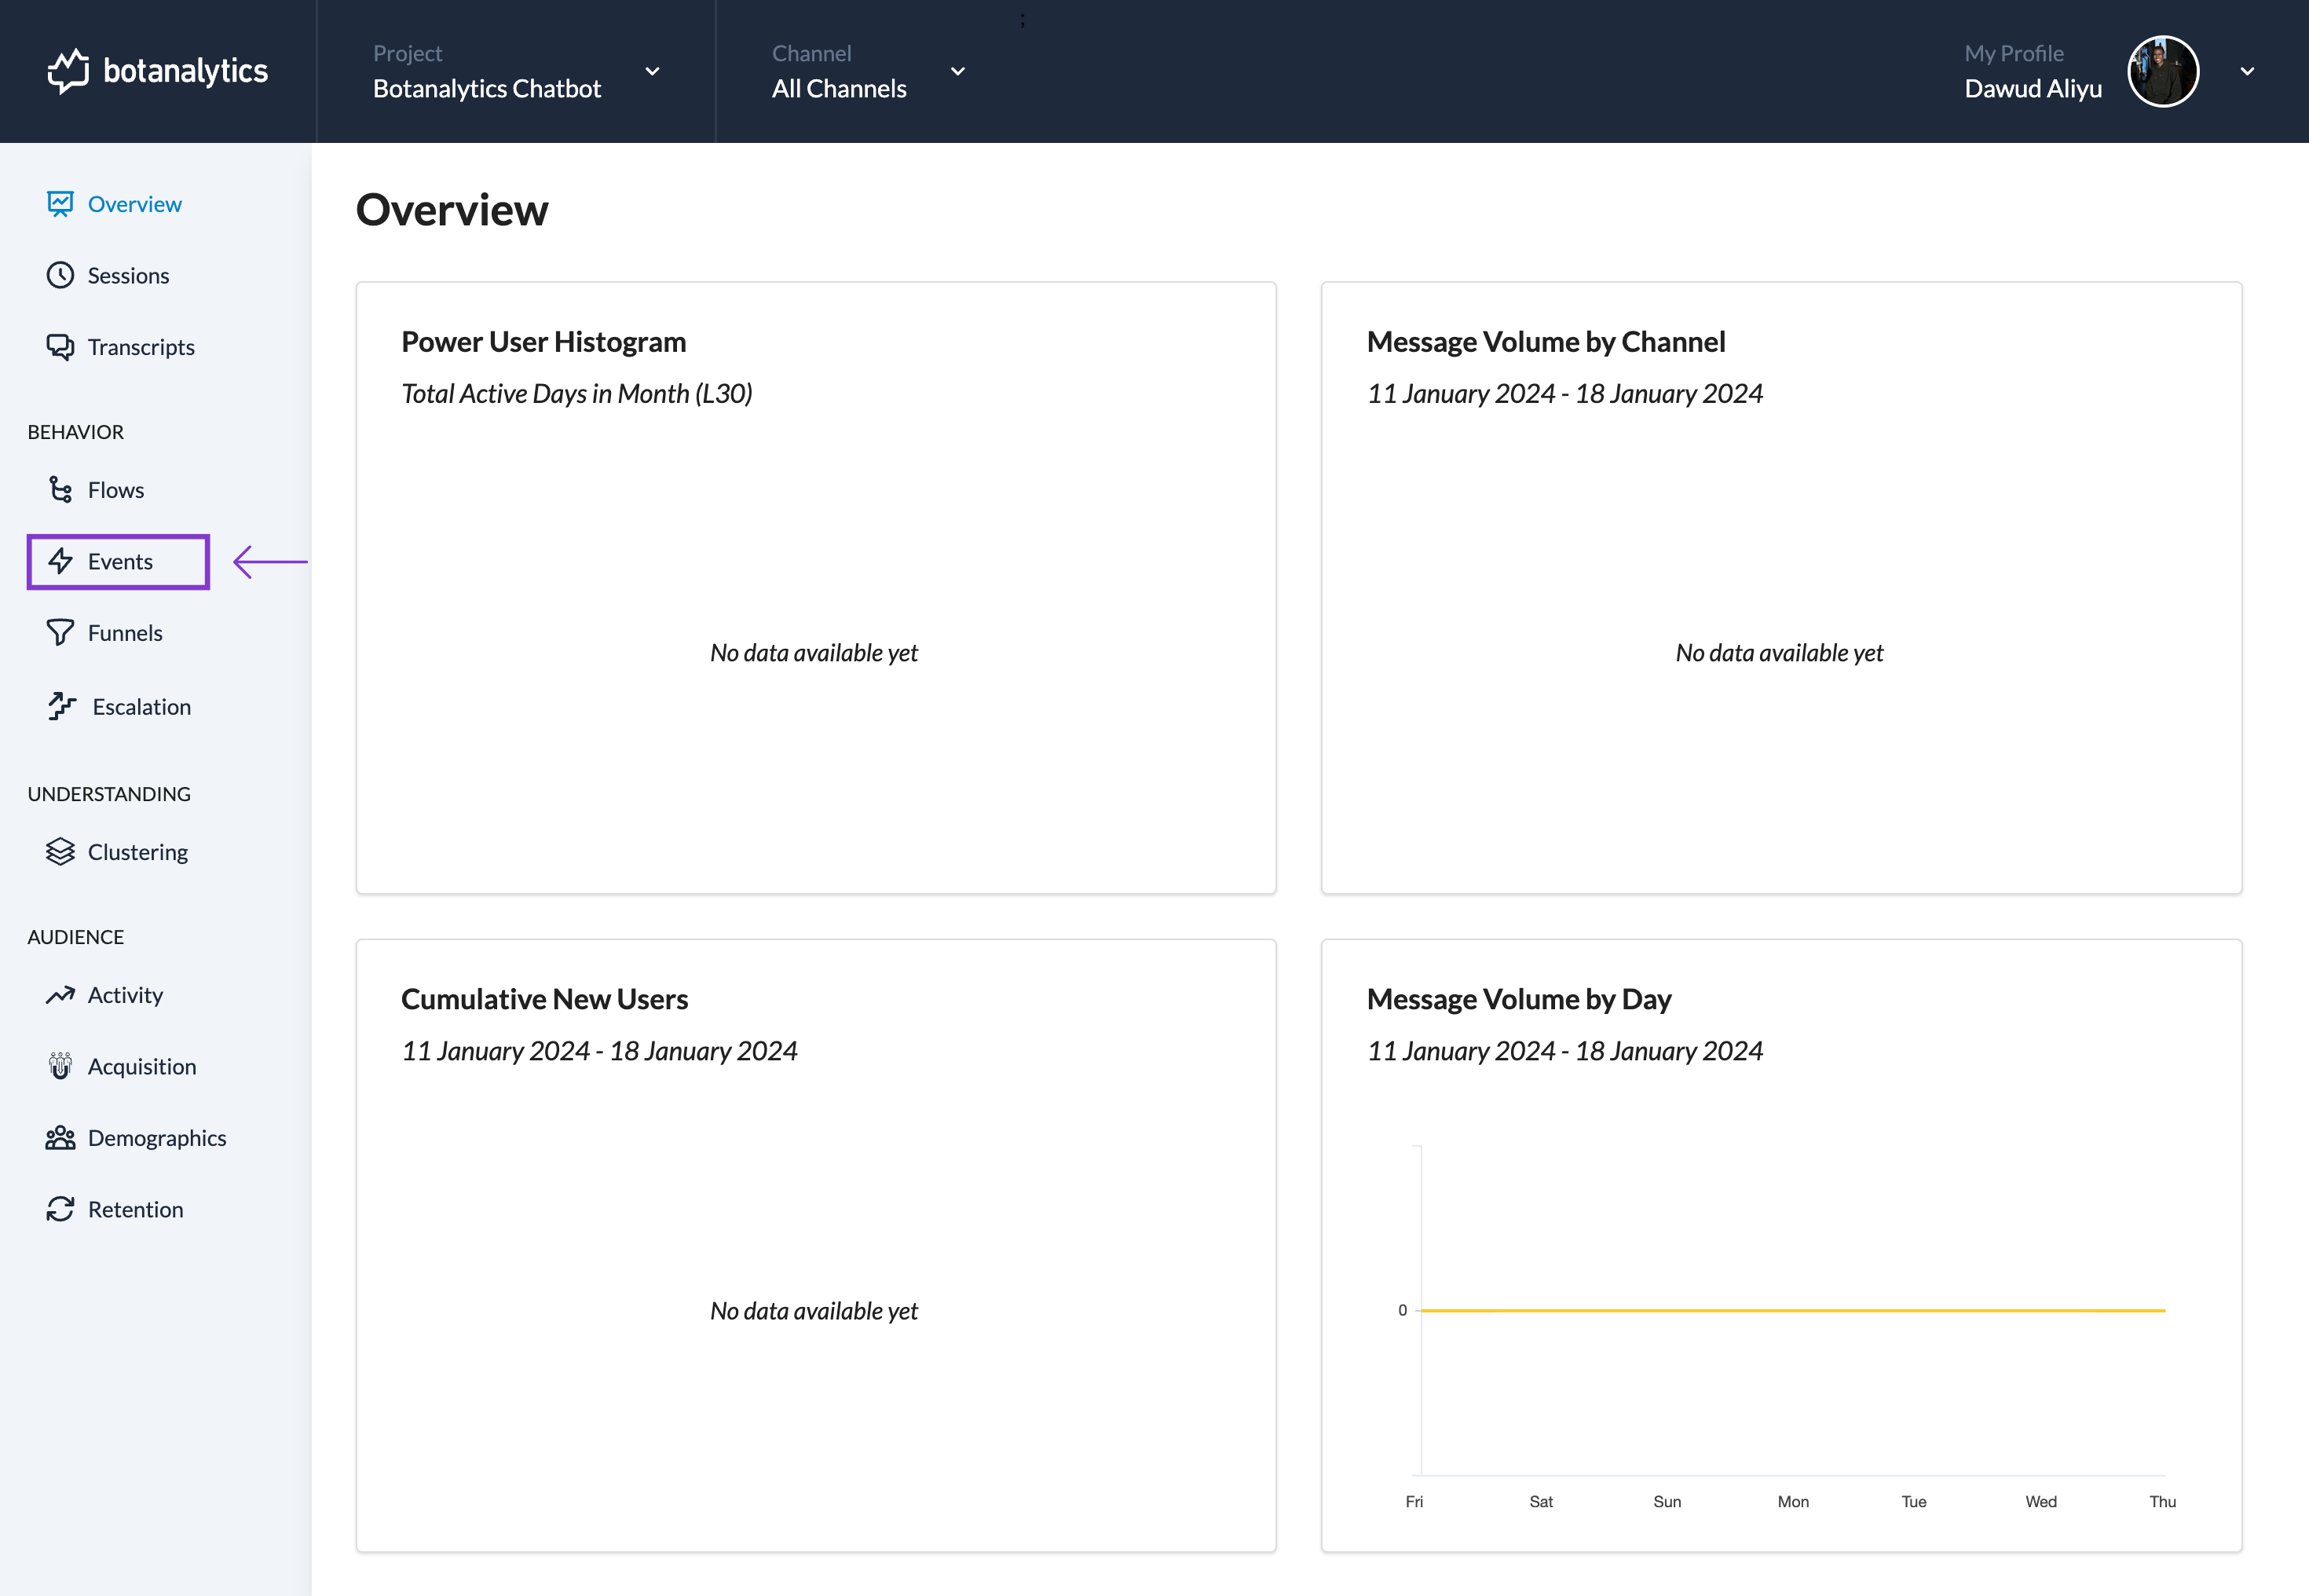 botanalytics
Project
Botanalytics Chatbot
Channel
All Channels
;
My Profile
Dawud Aliyu
Overview
Sessions
Transcripts
BEHAVIOR
Flows
Events
Funnels
Escalation
UNDERSTANDING
Clustering
AUDIENCE
Activity
Acquisition
Demographics
Retention
Overview
Power User Histogram
Total Active Days in Month (L30)
No data available yet
Message Volume by Channel
11 January 2024 - 18 January 2024
No data available yet
Cumulative New Users
11 January 2024 - 18 January 2024
No data available yet
Message Volume by Day
11 January 2024 - 18 January 2024
0
Fri Sat Sun Mon Tue Wed Thu